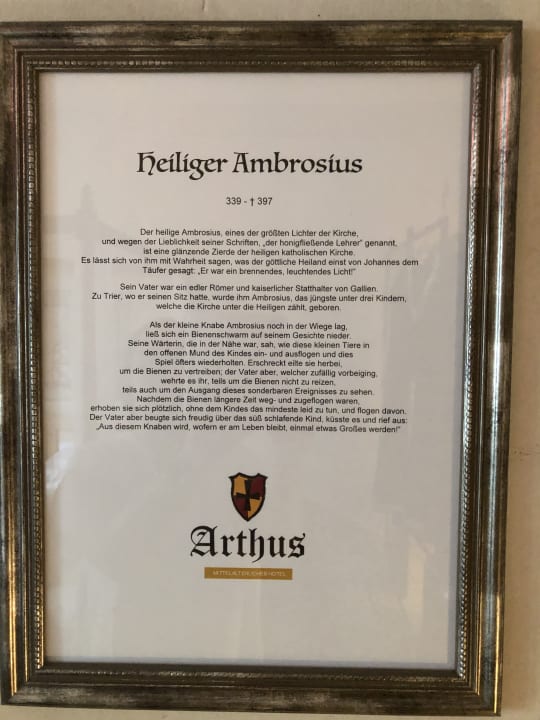 Heiliger Ambrosius
339 - † 397
Der heilige Ambrosius, eines der größten Lichter der Kirche,
und wegen der Lieblichkeit seiner Schriften, „der honigfließende Lehrer" genannt,
ist eine glänzende Zierde der heiligen katholischen Kirche.
Es lässt sich von ihm mit Wahrheit sagen, was der göttliche Heiland einst von Johannes dem
Täufer gesagt: „Er war ein brennendes, leuchtendes Licht!"
Sein Vater war ein edler Römer und kaiserlicher Statthalter von Gallien.
Zu Trier, wo er seinen Sitz hatte, wurde ihm Ambrosius, das jüngste unter drei Kindern,
welche die Kirche unter die Heiligen zählt, geboren.
Als der kleine Knabe Ambrosius noch in der Wiege lag,
ließ sich ein Bienenschwarm auf seinem Gesichte nieder.
Seine Wärterin, die in der Nähe war, sah, wie diese kleinen Tiere in
den offenen Mund des Kindes ein- und ausflogen und dies
Spiel öfters wiederholten. Erschreckt eilte sie herbei,
um die Bienen zu vertreiben; der Vater aber, welcher zufällig vorbeiging,
wehrte es ihr, teils um die Bienen nicht zu reizen,
teils auch um den Ausgang dieses sonderbaren Ereignisses zu sehen.
Nachdem die Bienen längere Zeit weg- und zugeflogen waren,
erhoben sie sich plötzlich, ohne dem Kindes das mindeste leid zu tun, und flogen davon.
Der Vater aber beugte sich freudig über das süß schlafende Kind, küsste es und rief aus:
„Aus diesem Knaben wird, wofern er am Leben bleibt, einmal etwas Großes werden!"
Arthus
MITTELALTERLICHES HOTEL